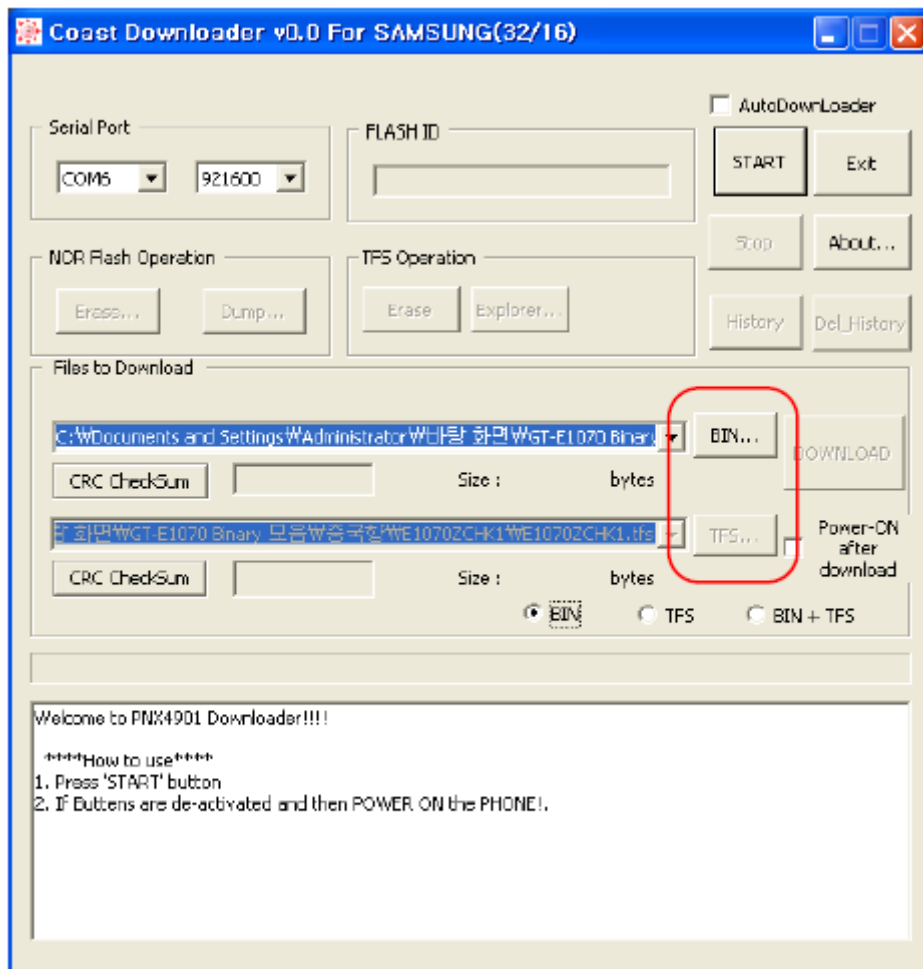 Coast Downloader v0.0 For SAMSUNG(32/16)
AutoDownLoader
Serial Port
FLASH ID
COM6
921600
START
Exit
Stop
About...
NOR Flash Operation
TFS Operation
Erase...
Dump...
Erase
Explorer...
History
Del_History
Files to Download
C:₩Documents and Settings₩Administrator₩바탕 화면₩GT-E1070 Binary
BIN...
DOWNLOAD
CRC CheckSum
Size :
bytes
화면₩GT-E1070 Binary 모음₩중국향₩E1070ZCHK1₩E1070ZCHK1.tfs
TFS...
Power-ON
after
download
CRC CheckSum
Size :
bytes
BIN
TFS
BIN + TFS
Welcome to PNX4901 Downloader!!!!
****How to use****
1. Press 'START' button
2. If Buttens are de-activated and then POWER ON the PHONE!.